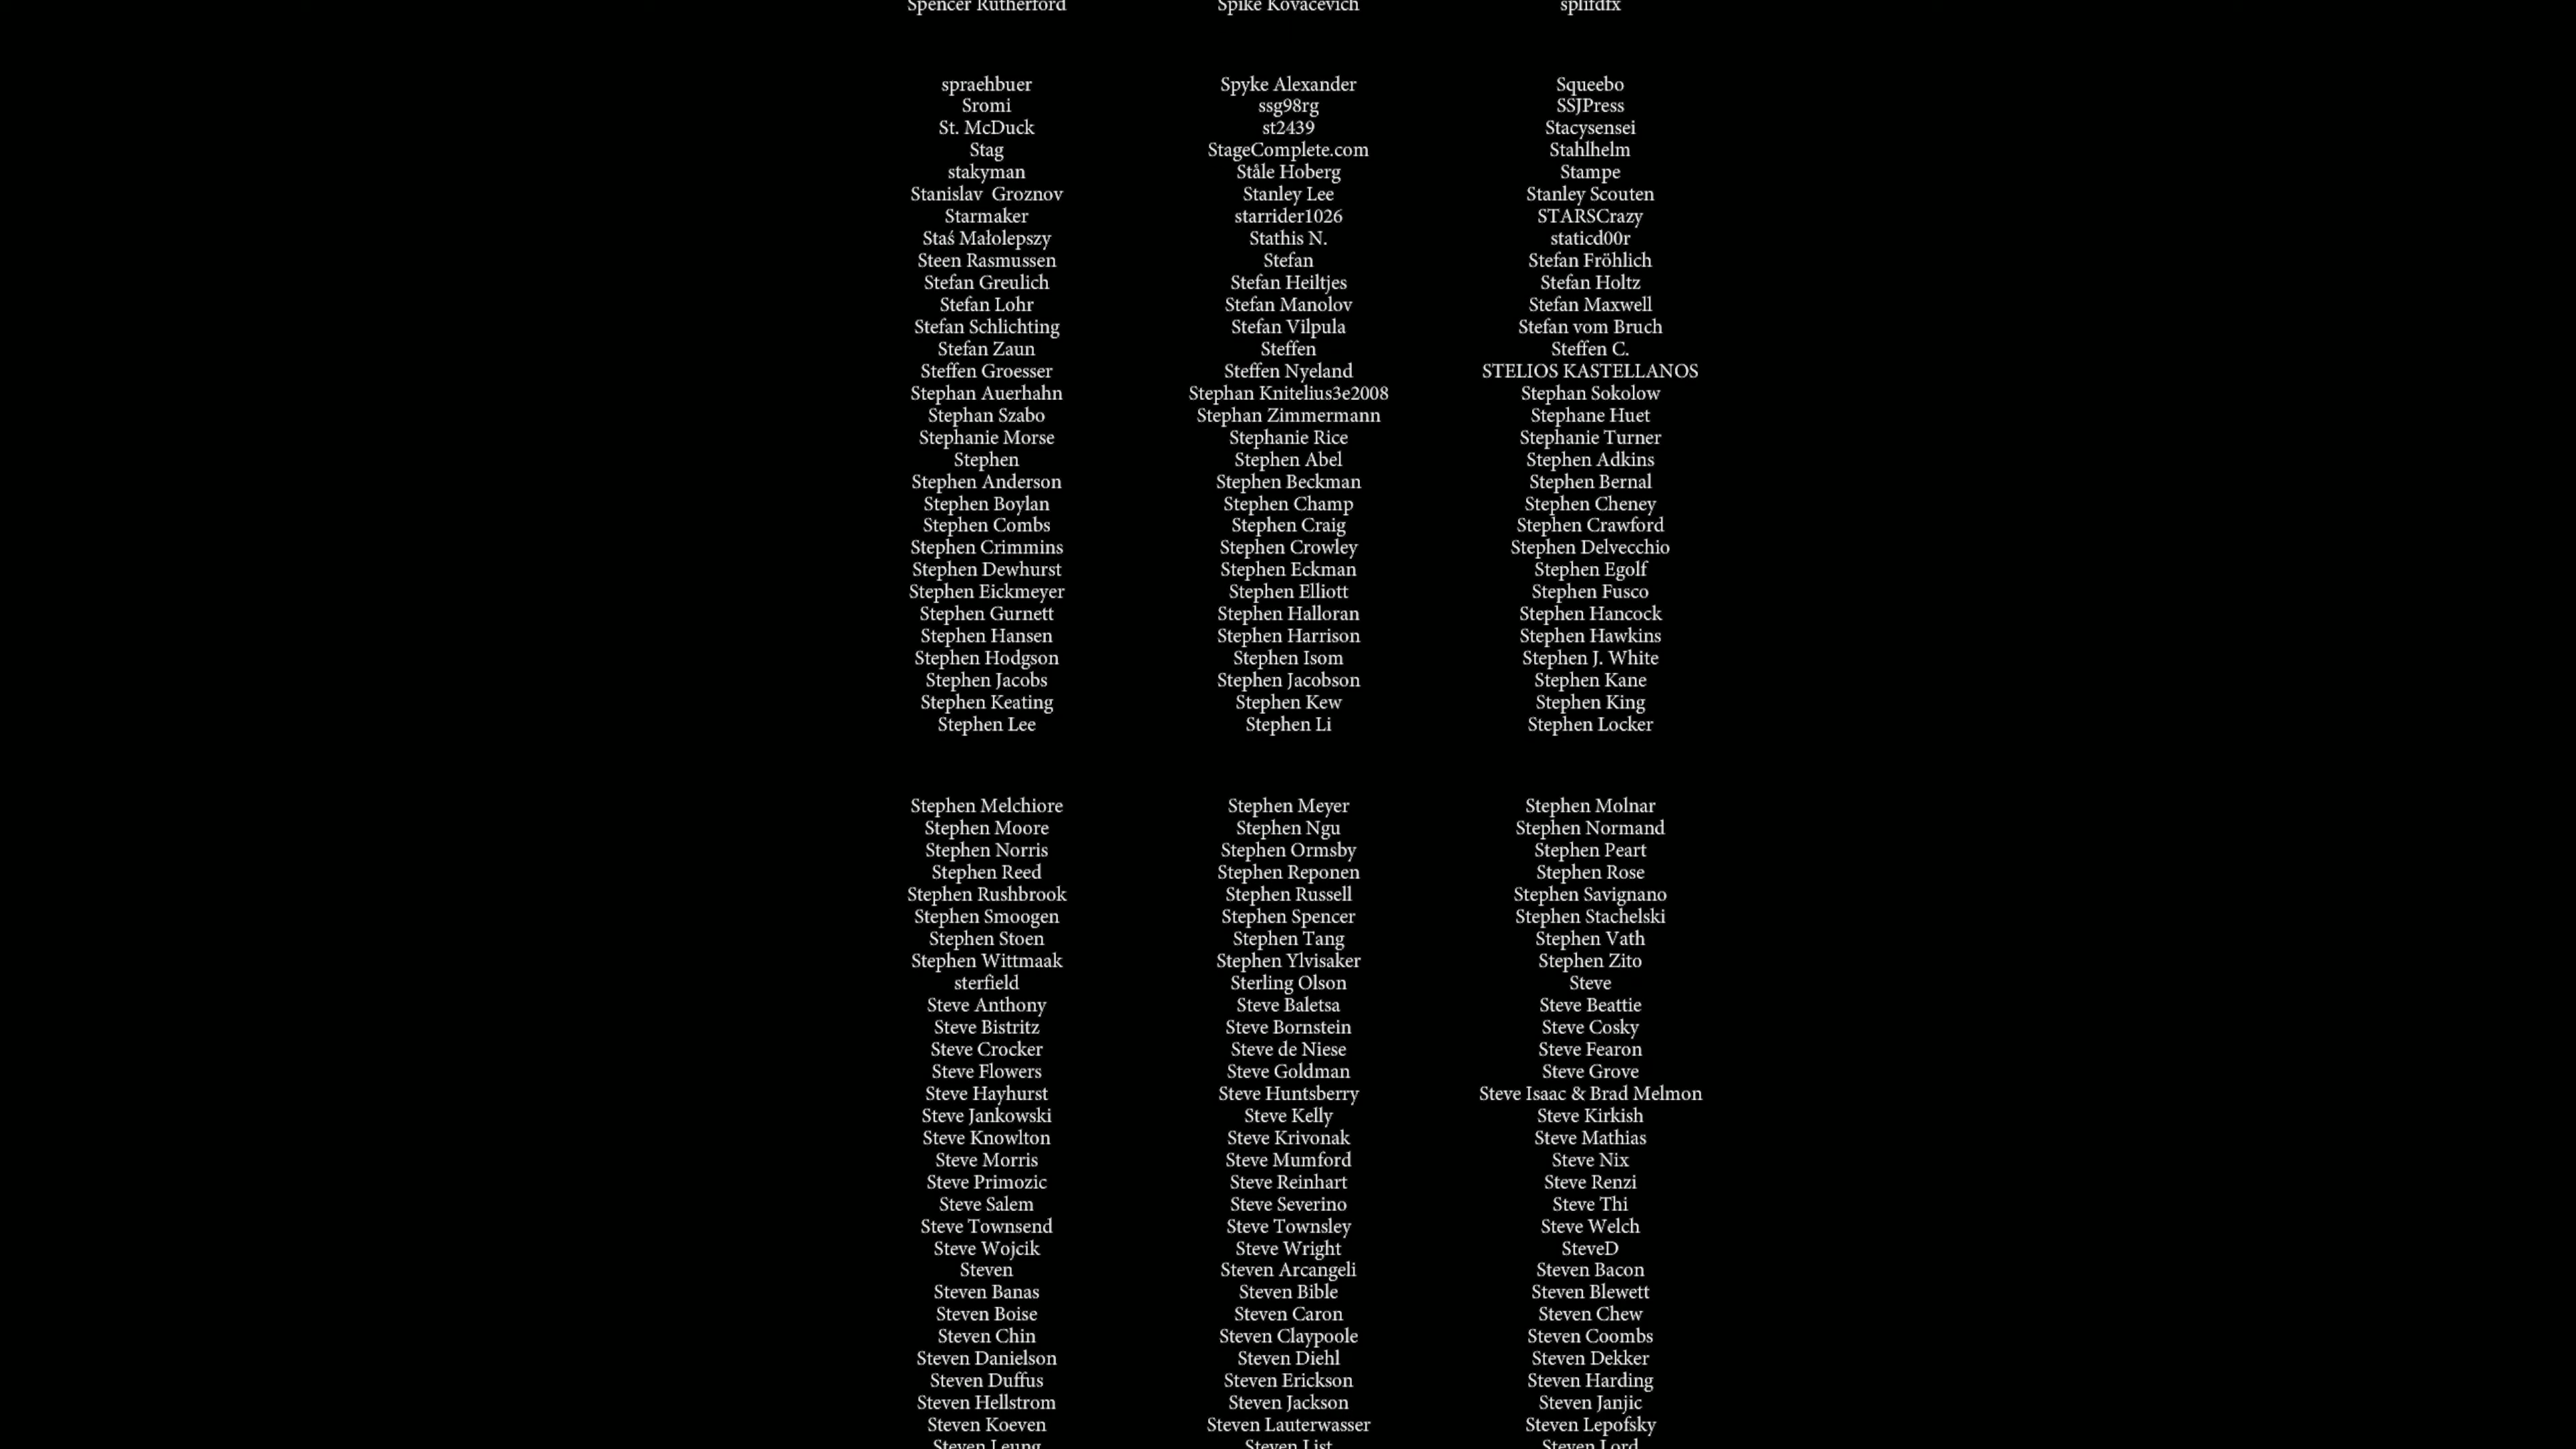 Spencer Rutherford Spike Kovacevich splifdfx
spraehbuer Spyke Alexander Squeebo
Sromi ssg98rg SSJPress
St. McDuck st2439 Stacysensei
Stag StageComplete.com Stahlhelm
stakyman Ståle Hoberg Stampe
Stanislav  Groznov Stanley Lee Stanley Scouten
Starmaker starrider1026 STARSCrazy
Staś Małolepszy Stathis N. staticd00r
Steen Rasmussen Stefan Stefan Fröhlich
Stefan Greulich Stefan Heiltjes Stefan Holtz
Stefan Lohr Stefan Manolov Stefan Maxwell
Stefan Schlichting Stefan Vilpula Stefan vom Bruch
Stefan Zaun Steffen Steffen C.
Steffen Groesser Steffen Nyeland STELIOS KASTELLANOS
Stephan Auerhahn Stephan Knitelius3e2008 Stephan Sokolow
Stephan Szabo Stephan Zimmermann Stephane Huet
Stephanie Morse Stephanie Rice Stephanie Turner
Stephen Stephen Abel Stephen Adkins
Stephen Anderson Stephen Beckman Stephen Bernal
Stephen Boylan Stephen Champ Stephen Cheney
Stephen Combs Stephen Craig Stephen Crawford
Stephen Crimmins Stephen Crowley Stephen Delvecchio
Stephen Dewhurst Stephen Eckman Stephen Egolf
Stephen Eickmeyer Stephen Elliott Stephen Fusco
Stephen Gurnett Stephen Halloran Stephen Hancock
Stephen Hansen Stephen Harrison Stephen Hawkins
Stephen Hodgson Stephen Isom Stephen J. White
Stephen Jacobs Stephen Jacobson Stephen Kane
Stephen Keating Stephen Kew Stephen King
Stephen Lee Stephen Li Stephen Locker
Stephen Melchiore Stephen Meyer Stephen Molnar
Stephen Moore Stephen Ngu Stephen Normand
Stephen Norris Stephen Ormsby Stephen Peart
Stephen Reed Stephen Reponen Stephen Rose
Stephen Rushbrook Stephen Russell Stephen Savignano
Stephen Smoogen Stephen Spencer Stephen Stachelski
Stephen Stoen Stephen Tang Stephen Vath
Stephen Wittmaak Stephen Ylvisaker Stephen Zito
sterfield Sterling Olson Steve
Steve Anthony Steve Baletsa Steve Beattie
Steve Bistritz Steve Bornstein Steve Cosky
Steve Crocker Steve de Niese Steve Fearon
Steve Flowers Steve Goldman Steve Grove
Steve Hayhurst Steve Huntsberry Steve Isaac & Brad Melmon
Steve Jankowski Steve Kelly Steve Kirkish
Steve Knowlton Steve Krivonak Steve Mathias
Steve Morris Steve Mumford Steve Nix
Steve Primozic Steve Reinhart Steve Renzi
Steve Salem Steve Severino Steve Thi
Steve Townsend Steve Townsley Steve Welch
Steve Wojcik Steve Wright SteveD
Steven Steven Arcangeli Steven Bacon
Steven Banas Steven Bible Steven Blewett
Steven Boise Steven Caron Steven Chew
Steven Chin Steven Claypoole Steven Coombs
Steven Danielson Steven Diehl Steven Dekker
Steven Duffus Steven Erickson Steven Harding
Steven Hellstrom Steven Jackson Steven Janjic
Steven Koeven Steven Lauterwasser Steven Lepofsky
Steven Leung Steven List Steven Lord